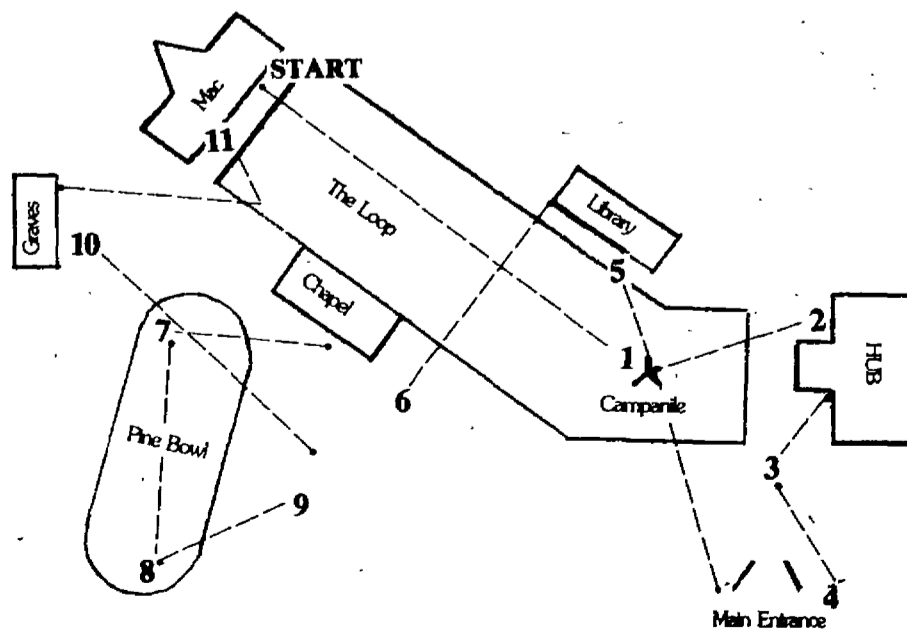 START
Mac
11
The Loop
Library
Graves
10
5
Chapel
7
1
2
HUB
6
Campanile
Pine Bowl
3
9
8
4
Main Entrance